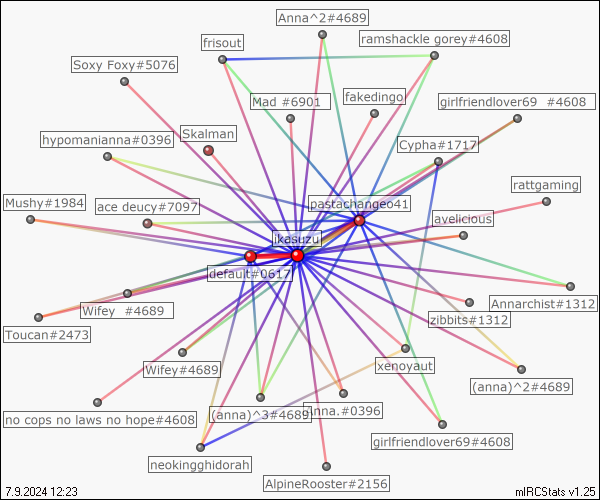 Anna^2#4689
frisout
ramshackle gorey#4608
Soxy Foxy#5076
Mad #6901
fakedingo
girlfriendlover69 #4608
Skalman
hypomanianna#0396
Cypha#1717
rattgaming
Mushy#1984
ace deucy#7097
pastachangeo41
avelicious
ikasuzu
default#0617
Annarchist#1312
Wifey #4689
zibbits#1312
Toucan#2473
Wifey#4689
xenoyaut
(anna)^2#4689
no cops no laws no hope#4608
(anna)^3#4689
anna.#0396
girlfriendlover69#4608
neokingghidorah
AlpineRooster#2156
7.9.2024 12:23
mIRCStats v1.25